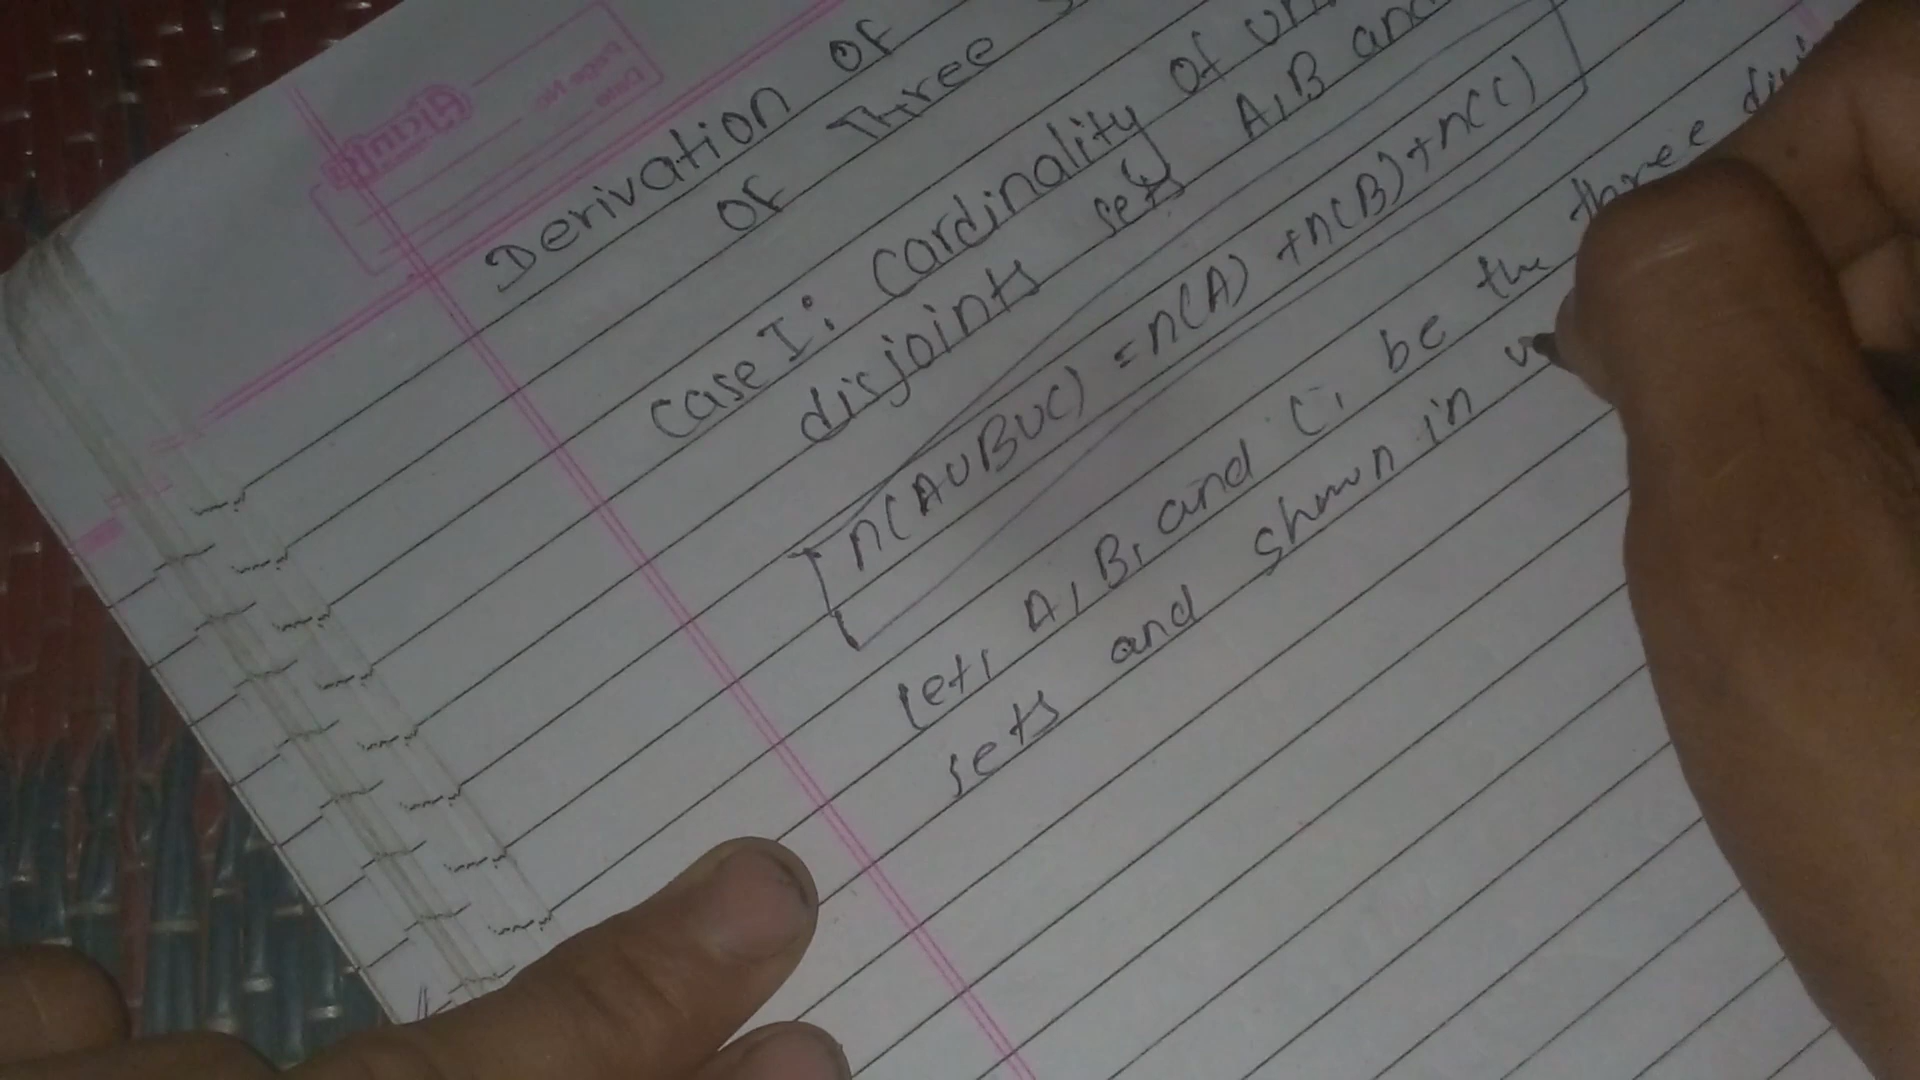 Derivation of
of Three
case I: cardinality of
disjoints sets A, B and
n(AUBUC) = n(A) + n(B) + n(C)
let, A, B, and C, be the three
sets and shown in